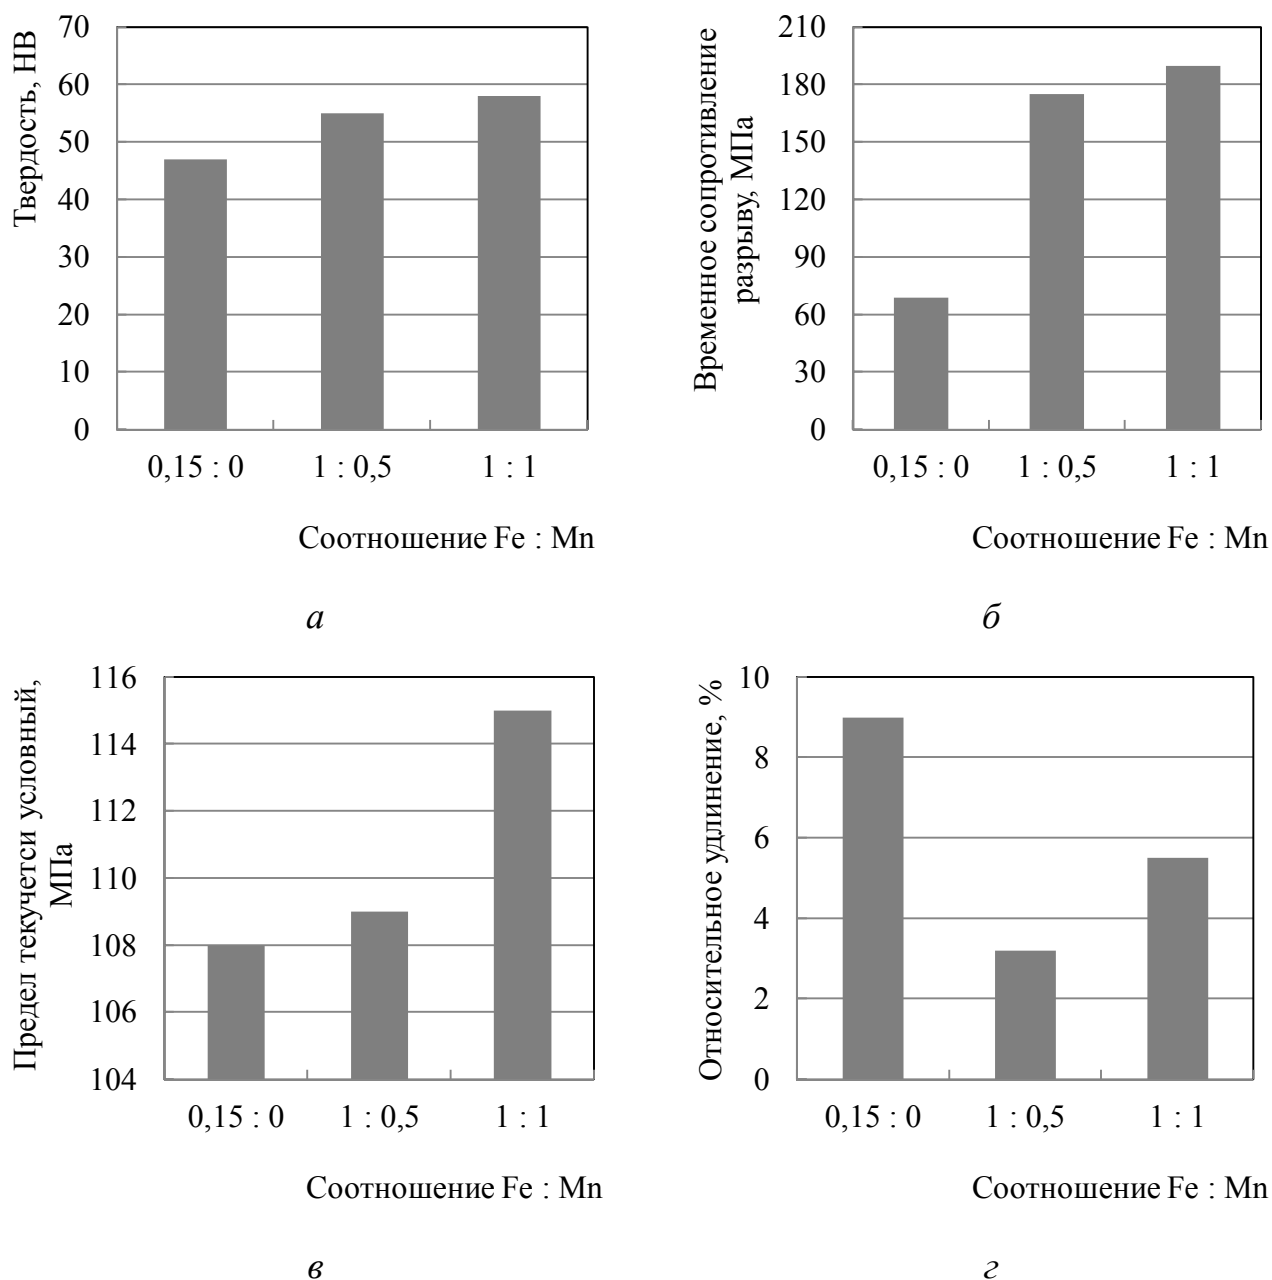 Твердость, НВ
70
60
50
40
30
20
10
0
0,15 : 0 1 : 0,5 1 : 1
Соотношение Fe : Mn
а
Временное сопротивление
разрыву, МПа
210
180
150
120
90
60
30
0
0,15 : 0 1 : 0,5 1 : 1
Соотношение Fe : Mn
б
Предел текучетси условный,
МПа
116
114
112
110
108
106
104
0,15 : 0 1 : 0,5 1 : 1
Соотношение Fe : Mn
в
Относительное удлинение, %
10
8
6
4
2
0
0,15 : 0 1 : 0,5 1 : 1
Соотношение Fe : Mn
г